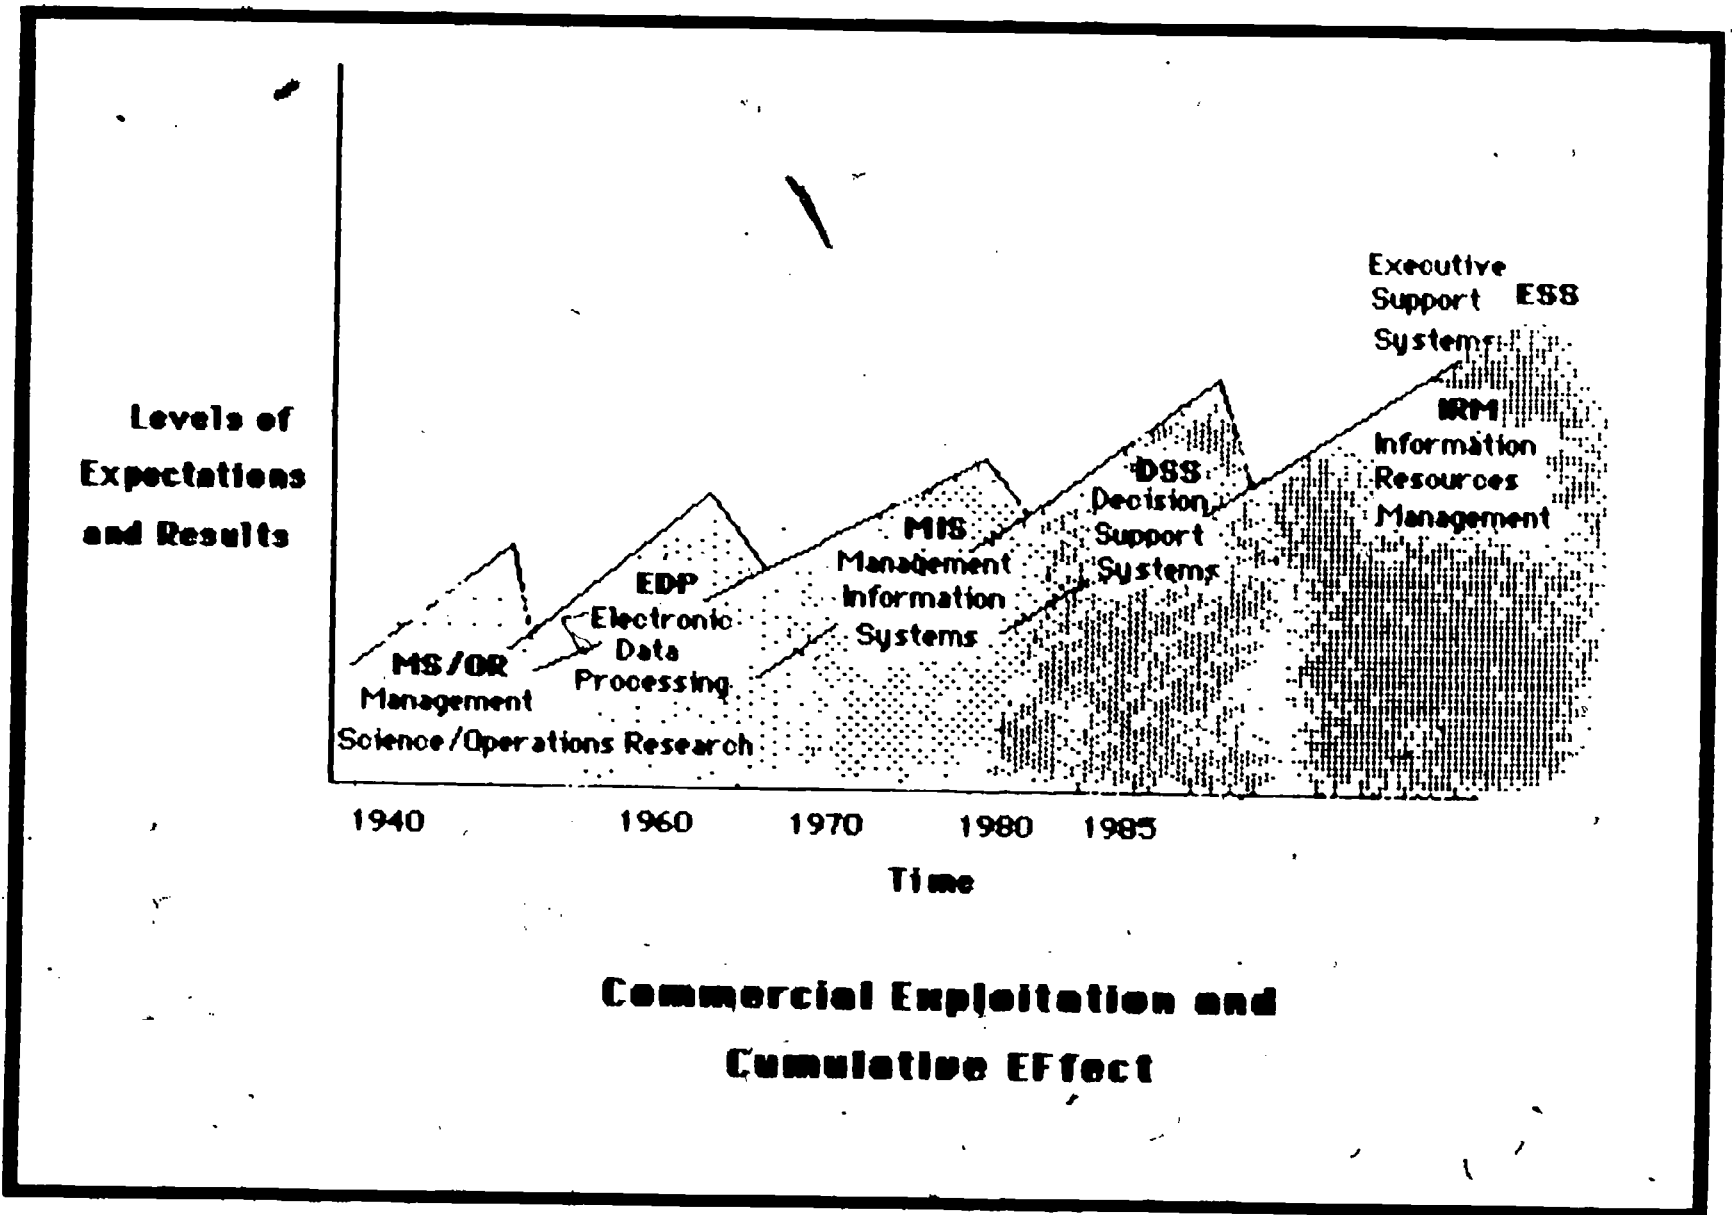 Executive
Support ESS
Systems
IRM
Information
Resources
Management
Levels of
Expectations
and Results
DSS
Decision
Support
Systems
MIS
Management
Information
Systems
EDP
Electronic
Data
Processing
MS/OR
Management
Science/Operations Research
1940 1960 1970 1980 1985
Time
Commercial Exploitation and
Cumulative EFfect